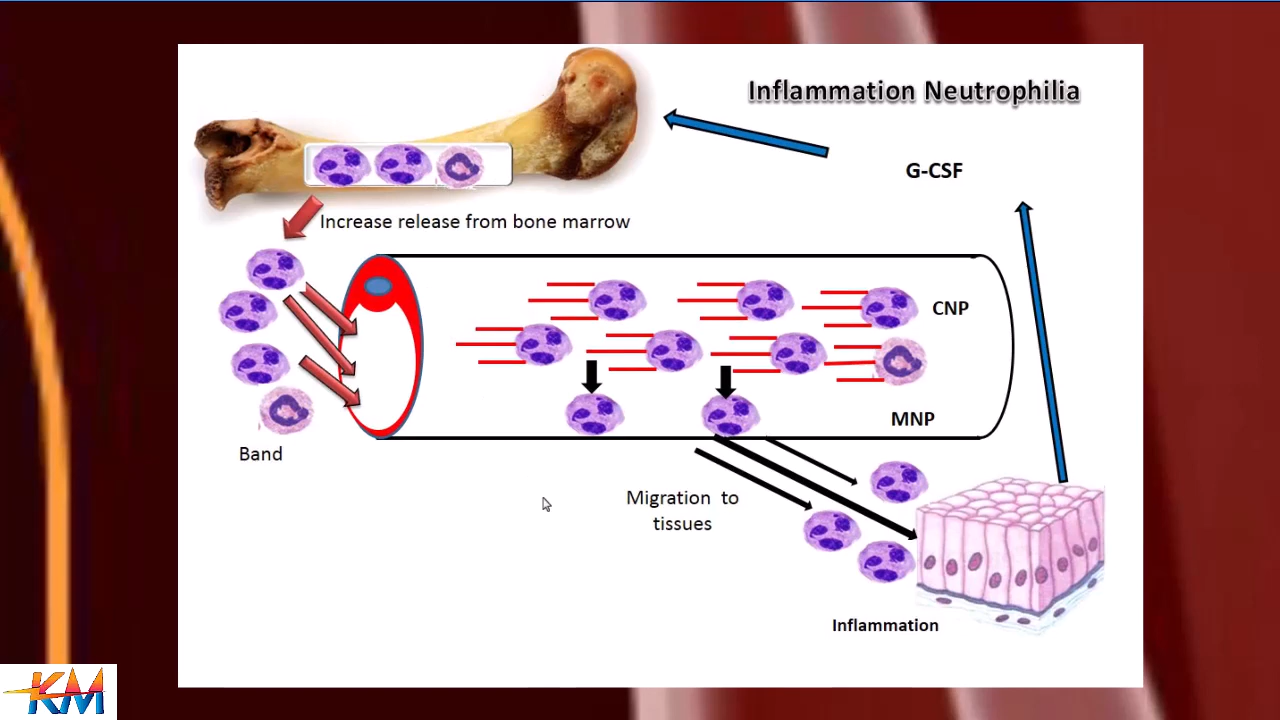 Inflammation Neutrophilia
G-CSF
Increase release from bone marrow
CNP
MNP
Band
Migration to
tissues
Inflammation
KM